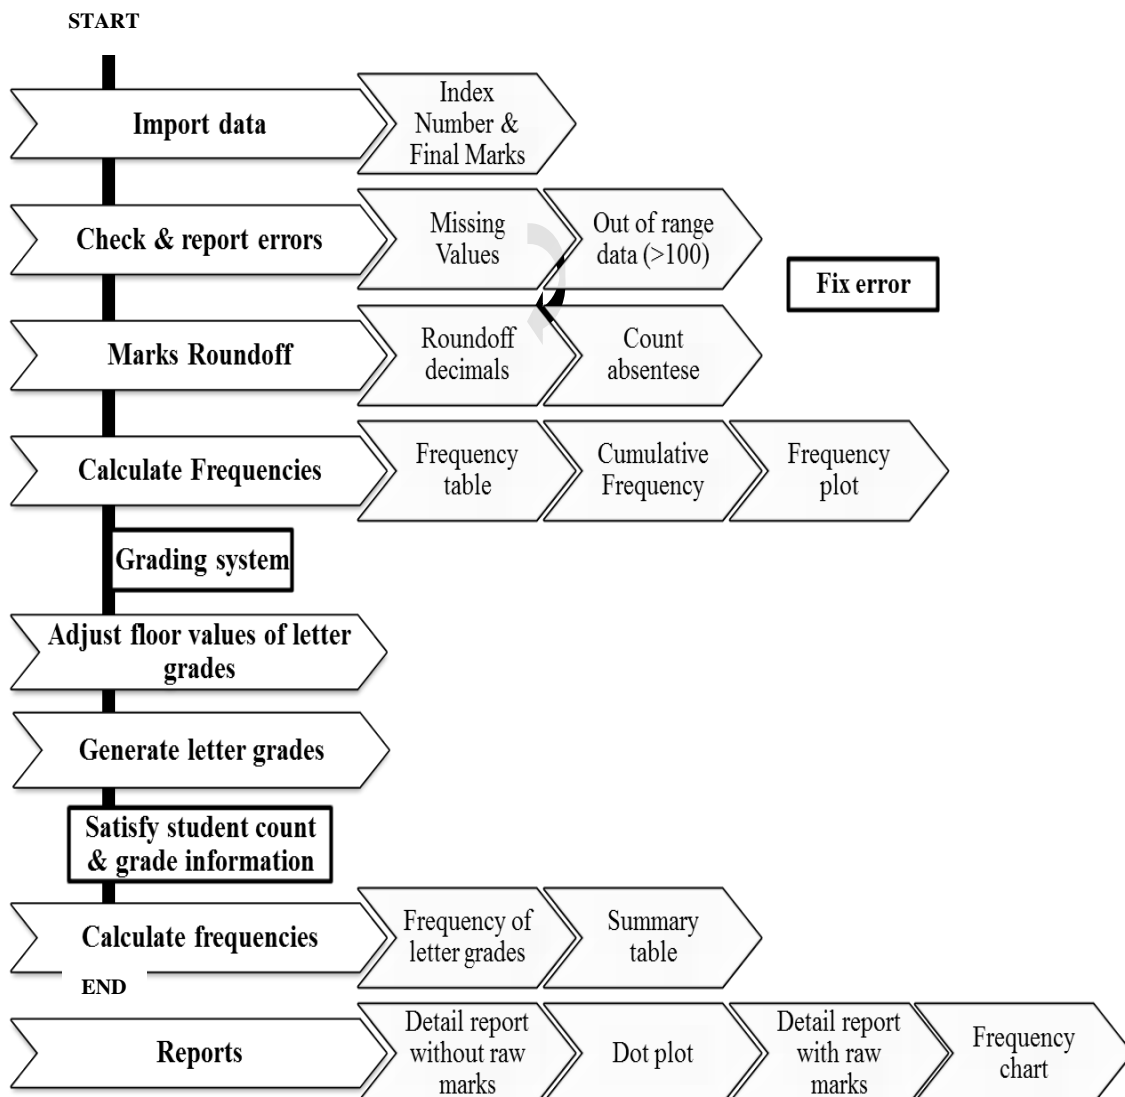 START
Import data
Index
Number &
Final Marks
Check & report errors
Missing
Values
Out of range
data (>100)
Fix error
Marks Roundoff
Roundoff
decimals
Count
absentese
Calculate Frequencies
Frequency
table
Cumulative
Frequency
Frequency
plot
Grading system
Adjust floor values of letter
grades
Generate letter grades
Satisfy student count
& grade information
Calculate frequencies
Frequency of
letter grades
Summary
table
END
Reports
Detail report
without raw
marks
Dot plot
Detail report
with raw
marks
Frequency
chart